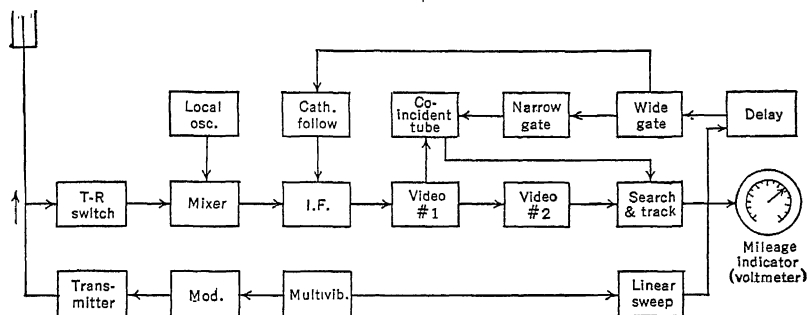 Local
osc.
Cath.
follow
Co-
incident
tube
Narrow
gate
Wide
gate
Delay
T-R
switch
Mixer
I.F.
Video
#1
Video
#2
Search
& track
Mileage
indicator
(voltmeter)
Trans-
mitter
Mod.
Multivib.
Linear
sweep